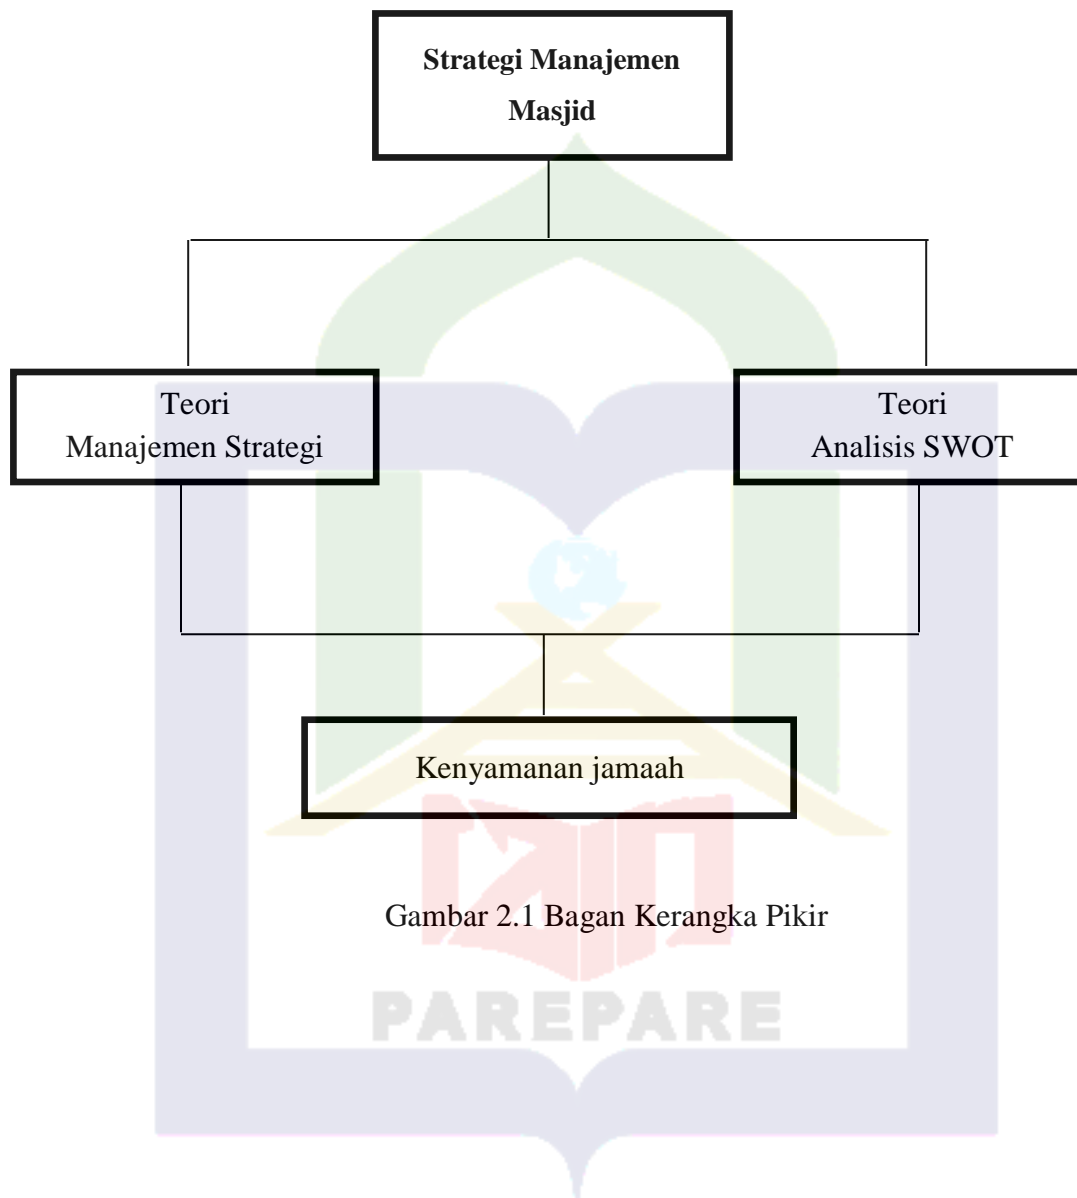 Strategi Manajemen
Masjid
Teori
Manajemen Strategi
Teori
Analisis SWOT
Kenyamanan jamaah
Gambar 2.1 Bagan Kerangka Pikir
PAREPARE